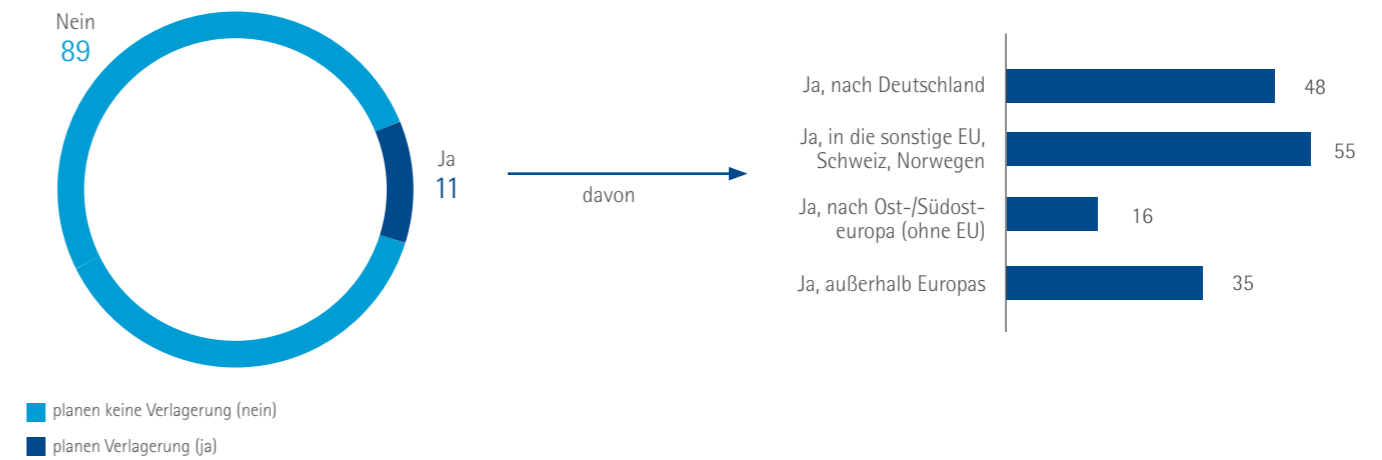 Nein
89
Ja
11
davon
Ja, nach Deutschland
48
Ja, in die sonstige EU,
Schweiz, Norwegen
55
Ja, nach Ost-/Südost-
europa (ohne EU)
16
Ja, außerhalb Europas
35
planen keine Verlagerung (nein)
planen Verlagerung (ja)